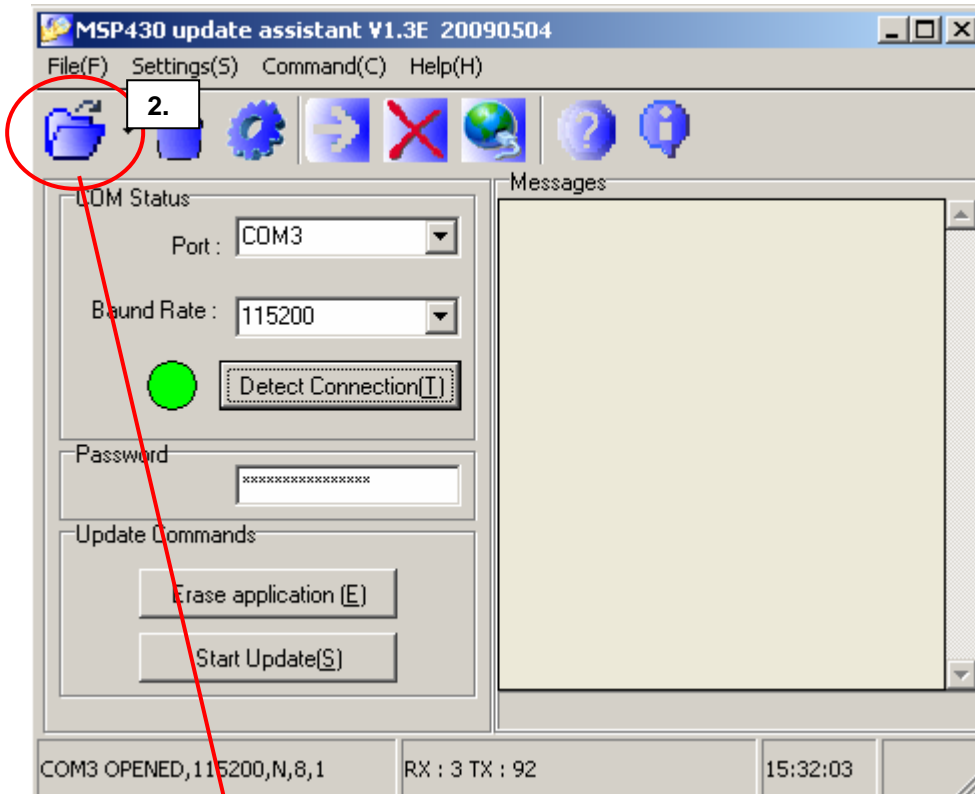 MSP430 update assistant V1.3E 20090504
File(F) Settings(S) Command(C) Help(H)
2.
COM Status
Port : COM3
Baund Rate : 115200
Detect Connection(T)
Password
****************
Update Commands
Erase application (E)
Start Update(S)
Messages
COM3 OPENED,115200,N,8,1 RX : 3 TX : 92 15:32:03